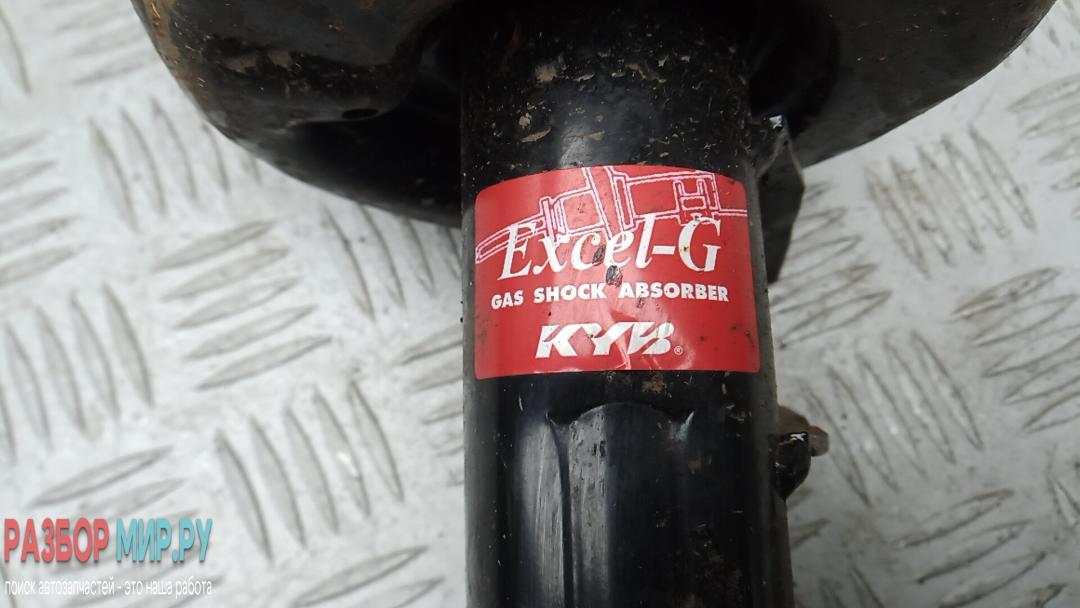 Excel-G
GAS SHOCK ABSORBER
KYB®
РАЗБОР МИР.РУ
поиск автозапчастей - это наша работа